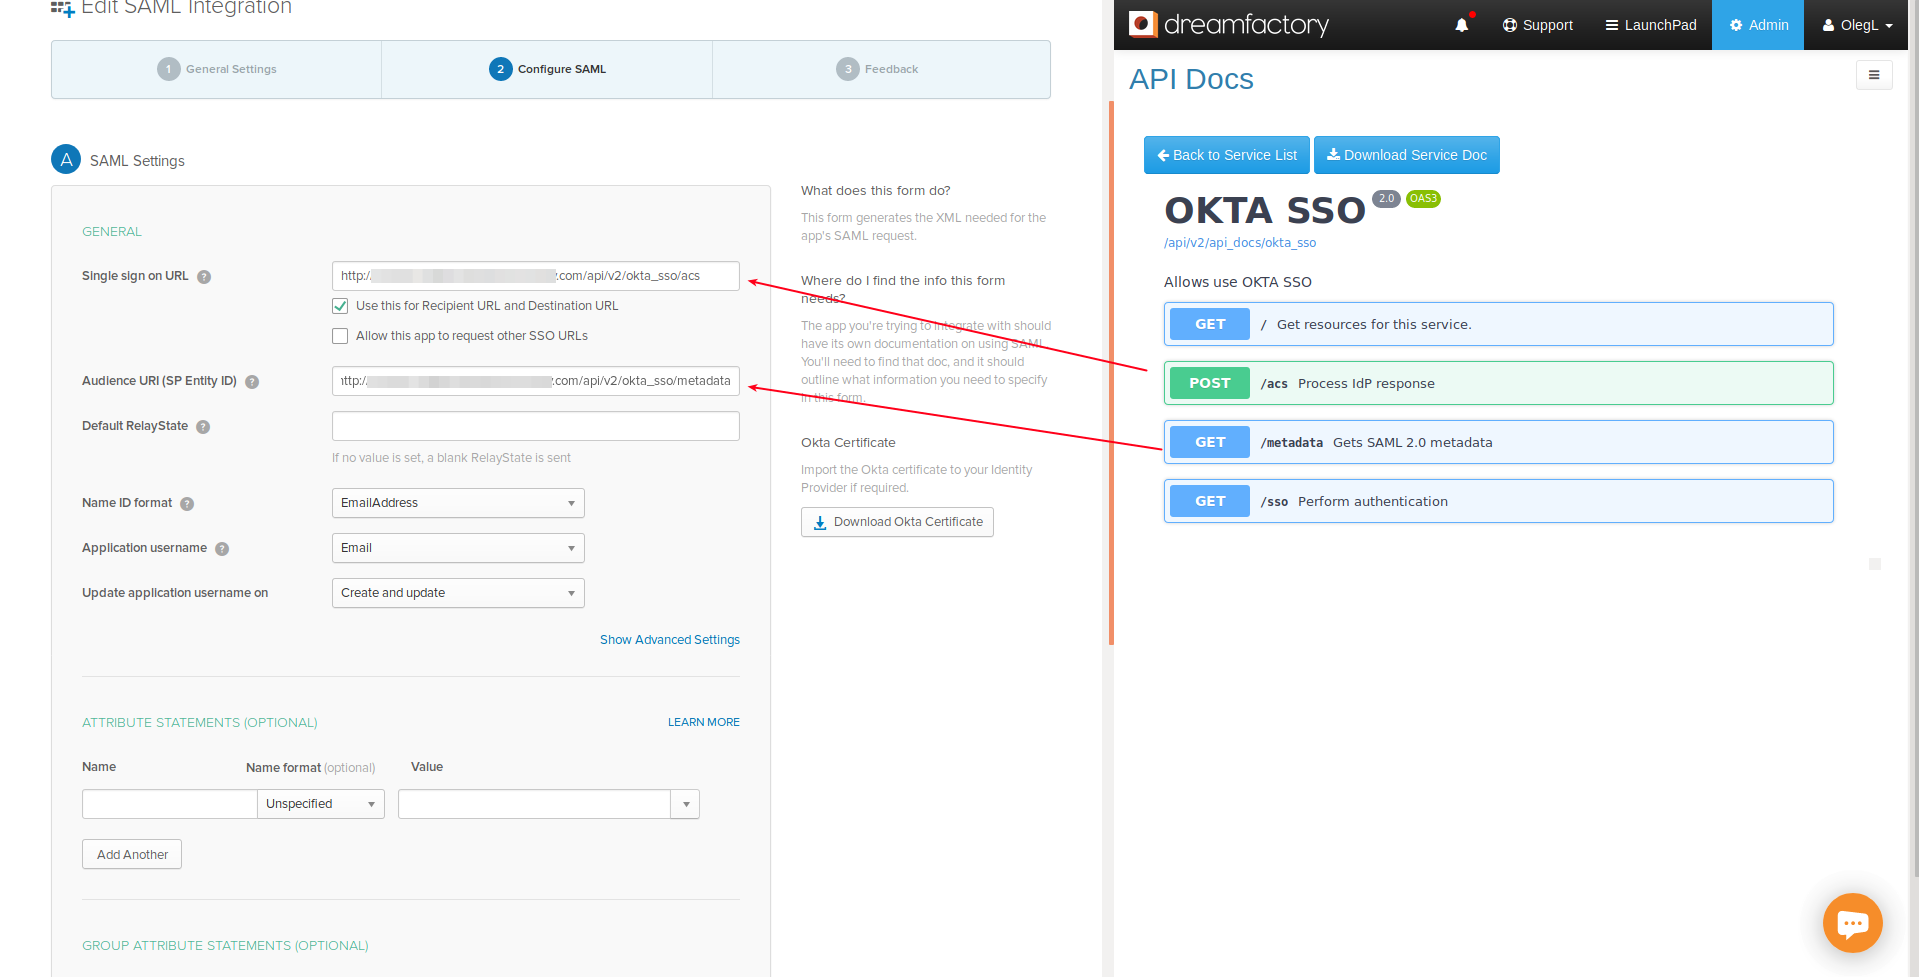 Edit SAML Integration
1 General Settings
2 Configure SAML
3 Feedback
A SAML Settings
GENERAL
Single sign on URL ?
http:/ .com/api/v2/okta_sso/acs
Use this for Recipient URL and Destination URL
Allow this app to request other SSO URLs
Audience URI (SP Entity ID) ?
http:/ .com/api/v2/okta_sso/metadata
Default RelayState ?
If no value is set, a blank RelayState is sent
Name ID format ?
EmailAddress
Application username ?
Email
Update application username on
Create and update
Show Advanced Settings
ATTRIBUTE STATEMENTS (OPTIONAL)
LEARN MORE
Name
Name format (optional)
Value
Unspecified
Add Another
GROUP ATTRIBUTE STATEMENTS (OPTIONAL)
What does this form do?
This form generates the XML needed for the
app's SAML request.
Where do I find the info this form
needs?
The app you're trying to integrate with should
have its own documentation on using SAML.
You'll need to find that doc, and it should
outline what information you need to specify
in this form.
Okta Certificate
Import the Okta certificate to your Identity
Provider if required.
Download Okta Certificate
dreamfactory
Support
LaunchPad
Admin
OlegL
API Docs
Back to Service List
Download Service Doc
OKTA SSO 2.0 OAS3
/api/v2/api_docs/okta_sso
Allows use OKTA SSO
GET / Get resources for this service.
POST /acs Process IdP response
GET /metadata Gets SAML 2.0 metadata
GET /sso Perform authentication